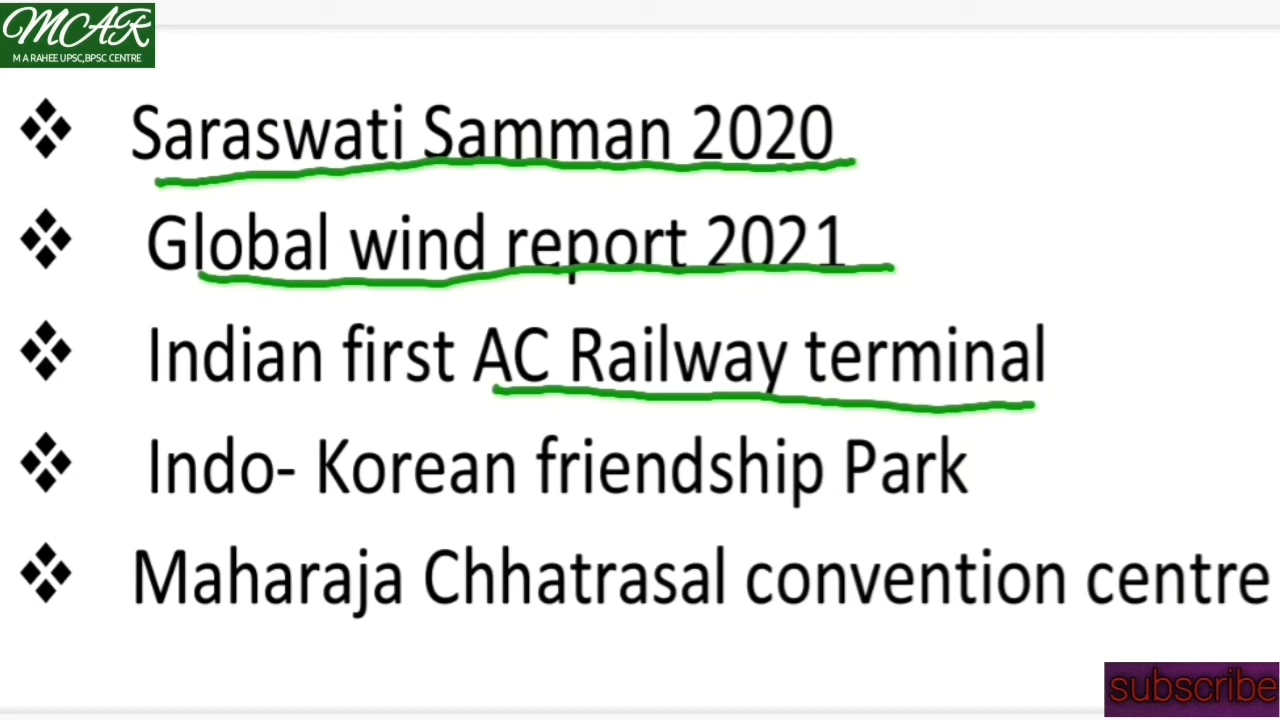 MCAR
M A RAHEE UPSC,BPSC CENTRE
Saraswati Samman 2020
Global wind report 2021
Indian first AC Railway terminal
Indo- Korean friendship Park
Maharaja Chhatrasal convention centre
subscribe